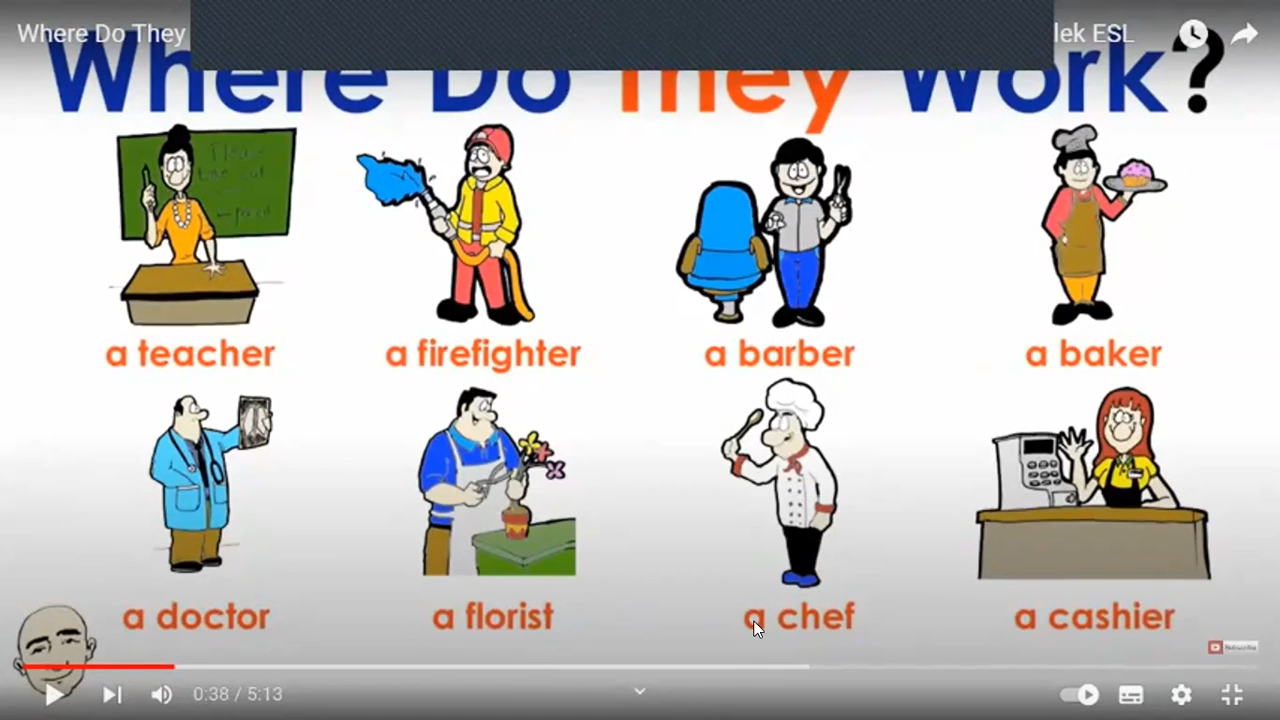 Where Do They
lek ESL
Where Do They Work?
a teacher
a firefighter
a barber
a baker
a doctor
a florist
a chef
a cashier
Subscribe
0:38 / 5:13